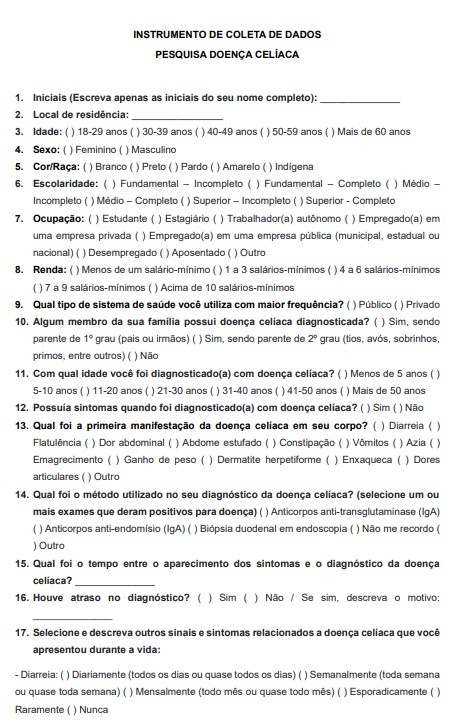 INSTRUMENTO DE COLETA DE DADOS
PESQUISA DOENÇA CELÍACA
1. Iniciais (Escreva apenas as iniciais do seu nome completo): _______________
2. Local de residência: _________________
3. Idade: ( ) 18-29 anos ( ) 30-39 anos ( ) 40-49 anos ( ) 50-59 anos ( ) Mais de 60 anos
4. Sexo: ( ) Feminino ( ) Masculino
5. Cor/Raça: ( ) Branco ( ) Preto ( ) Pardo ( ) Amarelo ( ) Indígena
6. Escolaridade: ( ) Fundamental – Incompleto ( ) Fundamental – Completo ( ) Médio –
Incompleto ( ) Médio – Completo ( ) Superior – Incompleto ( ) Superior - Completo
7. Ocupação: ( ) Estudante ( ) Estagiário ( ) Trabalhador(a) autônomo ( ) Empregado(a) em
uma empresa privada ( ) Empregado(a) em uma empresa pública (municipal, estadual ou
nacional) ( ) Desempregado ( ) Aposentado ( ) Outro
8. Renda: ( ) Menos de um salário-mínimo ( ) 1 a 3 salários-mínimos ( ) 4 a 6 salários-mínimos
( ) 7 a 9 salários-mínimos ( ) Acima de 10 salários-mínimos
9. Qual tipo de sistema de saúde você utiliza com maior frequência? ( ) Público ( ) Privado
10. Algum membro da sua família possui doença celíaca diagnosticada? ( ) Sim, sendo
parente de 1º grau (pais ou irmãos) ( ) Sim, sendo parente de 2º grau (tios, avós, sobrinhos,
primos, entre outros) ( ) Não
11. Com qual idade você foi diagnosticado(a) com doença celíaca? ( ) Menos de 5 anos ( )
5-10 anos ( ) 11-20 anos ( ) 21-30 anos ( ) 31-40 anos ( ) 41-50 anos ( ) Mais de 50 anos
12. Possuía sintomas quando foi diagnosticado(a) com doença celíaca? ( ) Sim ( ) Não
13. Qual foi a primeira manifestação da doença celíaca em seu corpo? ( ) Diarreia ( )
Flatulência ( ) Dor abdominal ( ) Abdome estufado ( ) Constipação ( ) Vômitos ( ) Azia ( )
Emagrecimento ( ) Ganho de peso ( ) Dermatite herpetiforme ( ) Enxaqueca ( ) Dores
articulares ( ) Outro
14. Qual foi o método utilizado no seu diagnóstico da doença celíaca? (selecione um ou
mais exames que deram positivos para doença) ( ) Anticorpos anti-transglutaminase (IgA)
( ) Anticorpos anti-endomísio (IgA) ( ) Biópsia duodenal em endoscopia ( ) Não me recordo (
) Outro
15. Qual foi o tempo entre o aparecimento dos sintomas e o diagnóstico da doença
celíaca? _______________
16. Houve atraso no diagnóstico? ( ) Sim ( ) Não / Se sim, descreva o motivo:
_______________
17. Selecione e descreva outros sinais e sintomas relacionados a doença celíaca que você
apresentou durante a vida:
- Diarreia: ( ) Diariamente (todos os dias ou quase todos os dias) ( ) Semanalmente (toda semana
ou quase toda semana) ( ) Mensalmente (todo mês ou quase todo mês) ( ) Esporadicamente ( )
Raramente ( ) Nunca